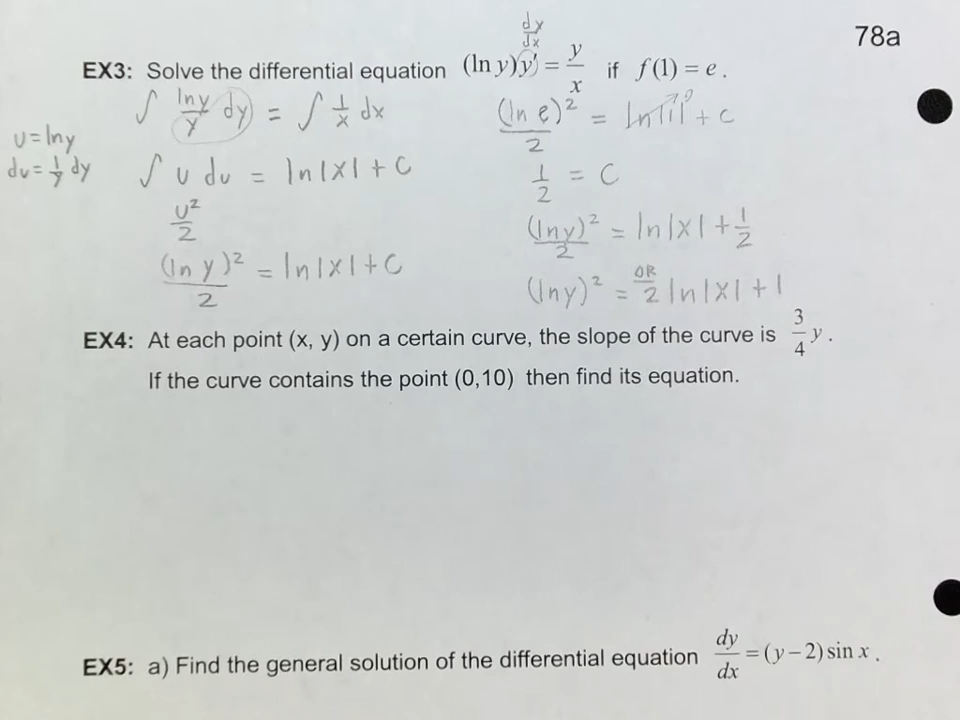 78a
dy/dx
EX3: Solve the differential equation (ln y)y' = y/x if f(1) = e.
∫ (ln y)/y dy = ∫ 1/x dx
u = ln y
du = 1/y dy
∫ u du = ln|x| + C
u²/2
(ln y)²/2 = ln|x| + C
(ln e)²/2 = ln|1| + C
0
1/2 = C
(ln y)²/2 = ln|x| + 1/2
OR
(ln y)² = 2 ln|x| + 1
EX4: At each point (x, y) on a certain curve, the slope of the curve is 3/4 y.
If the curve contains the point (0,10) then find its equation.
EX5: a) Find the general solution of the differential equation dy/dx = (y − 2) sin x.